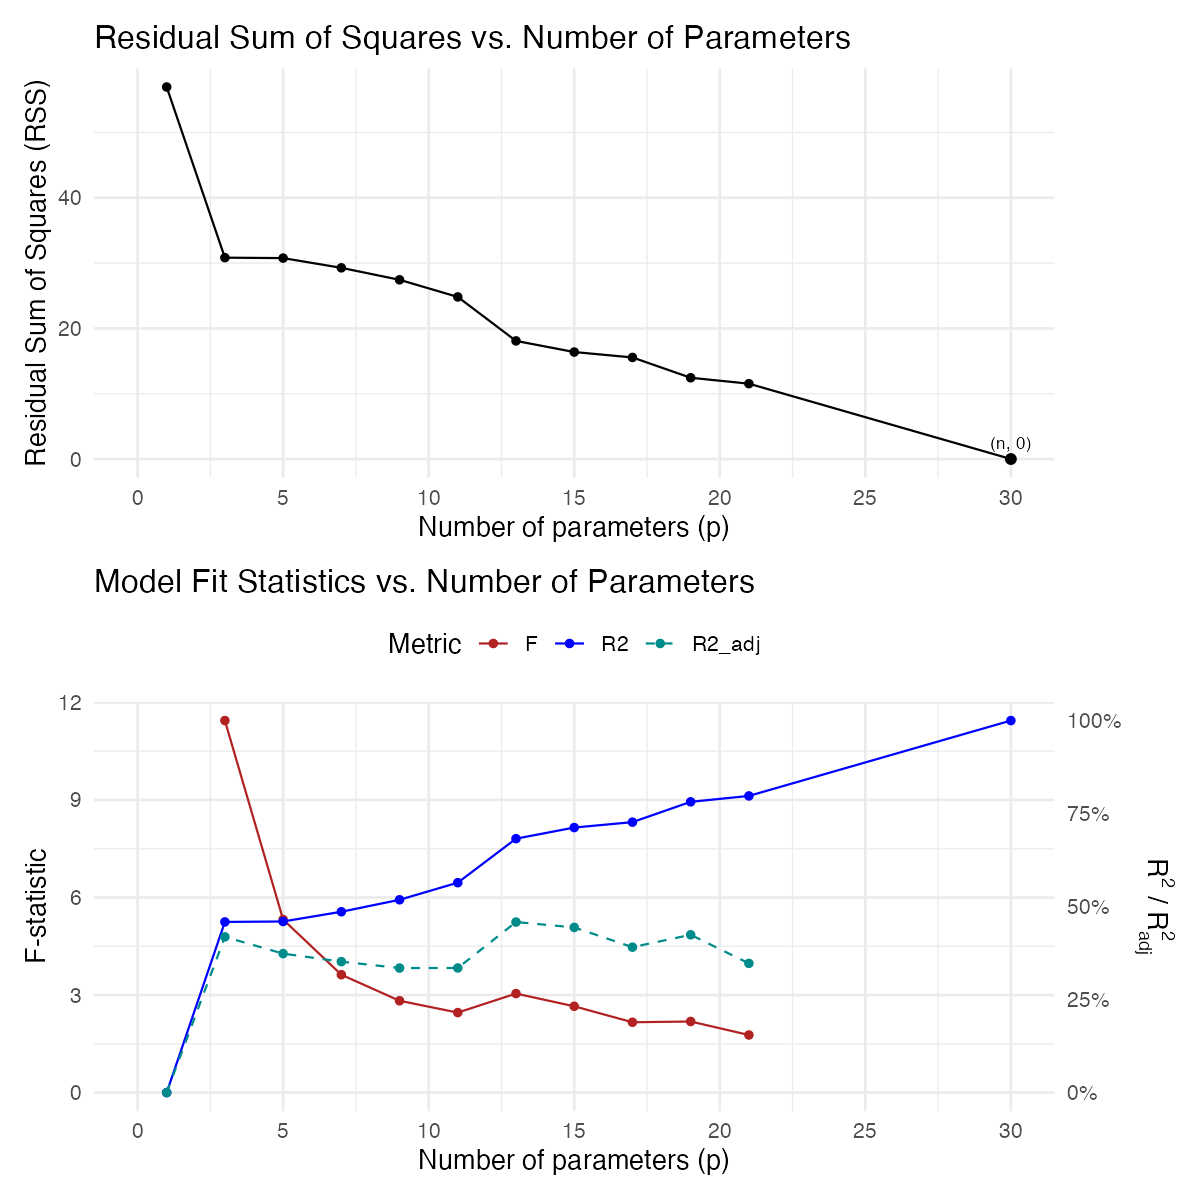 Residual Sum of Squares vs. Number of Parameters
Residual Sum of Squares (RSS)
40
20
0
(n, 0)
0 5 10 15 20 25 30
Number of parameters (p)
Model Fit Statistics vs. Number of Parameters
Metric F R2 R2_adj
F-statistic
12
9
6
3
0
100%
75%
50%
25%
0%
R² / R²adj
0 5 10 15 20 25 30
Number of parameters (p)